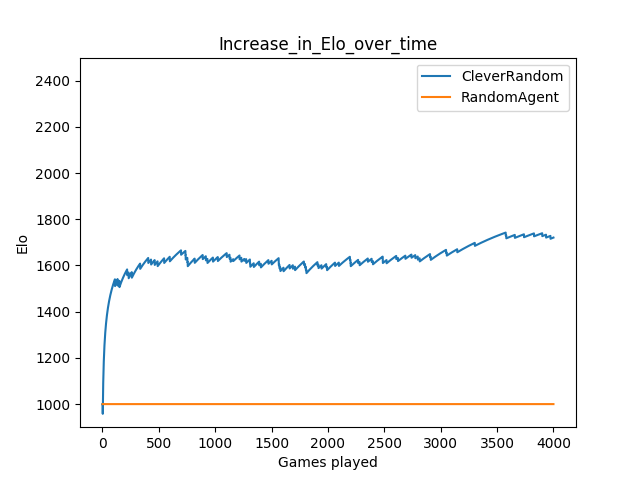 Increase_in_Elo_over_time
CleverRandom
RandomAgent
2400
2200
2000
1800
1600
1400
1200
1000
Elo
0 500 1000 1500 2000 2500 3000 3500 4000
Games played